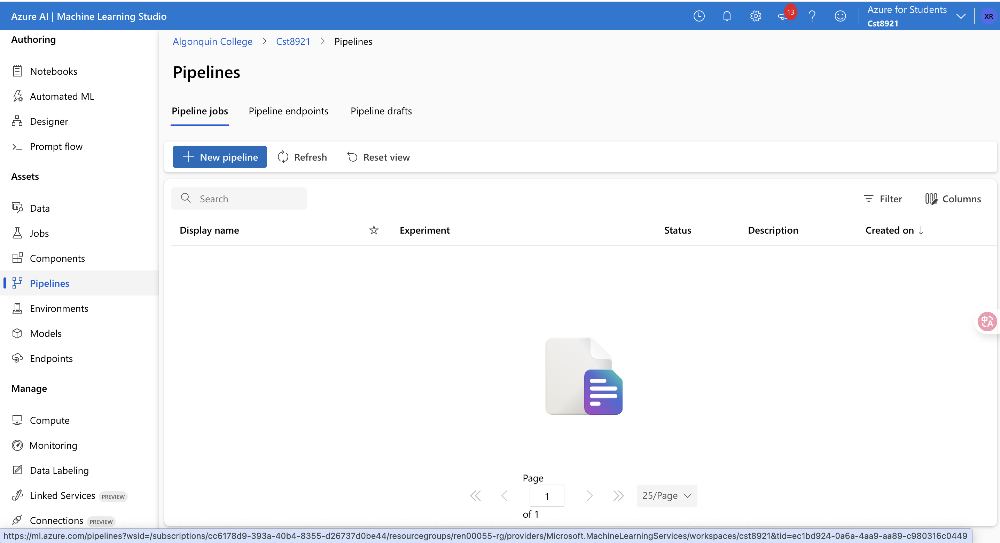 Azure AI | Machine Learning Studio
13
Azure for Students
Cst8921
XR
Authoring
Notebooks
Automated ML
Designer
Prompt flow
Assets
Data
Jobs
Components
Pipelines
Environments
Models
Endpoints
Manage
Compute
Monitoring
Data Labeling
Linked Services PREVIEW
Connections PREVIEW
Algonquin College > Cst8921 > Pipelines
Pipelines
Pipeline jobs Pipeline endpoints Pipeline drafts
New pipeline Refresh Reset view
Search
Filter Columns
Display name Experiment Status Description Created on ↓
Page
1
of 1
25/Page
中A
https://ml.azure.com/pipelines?wsid=/subscriptions/cc6178d9-393a-40b4-8355-d26737d0be44/resourcegroups/ren00055-rg/providers/Microsoft.MachineLearningServices/workspaces/cst8921&tid=ec1bd924-0a6a-4aa9-aa89-c980316c0449